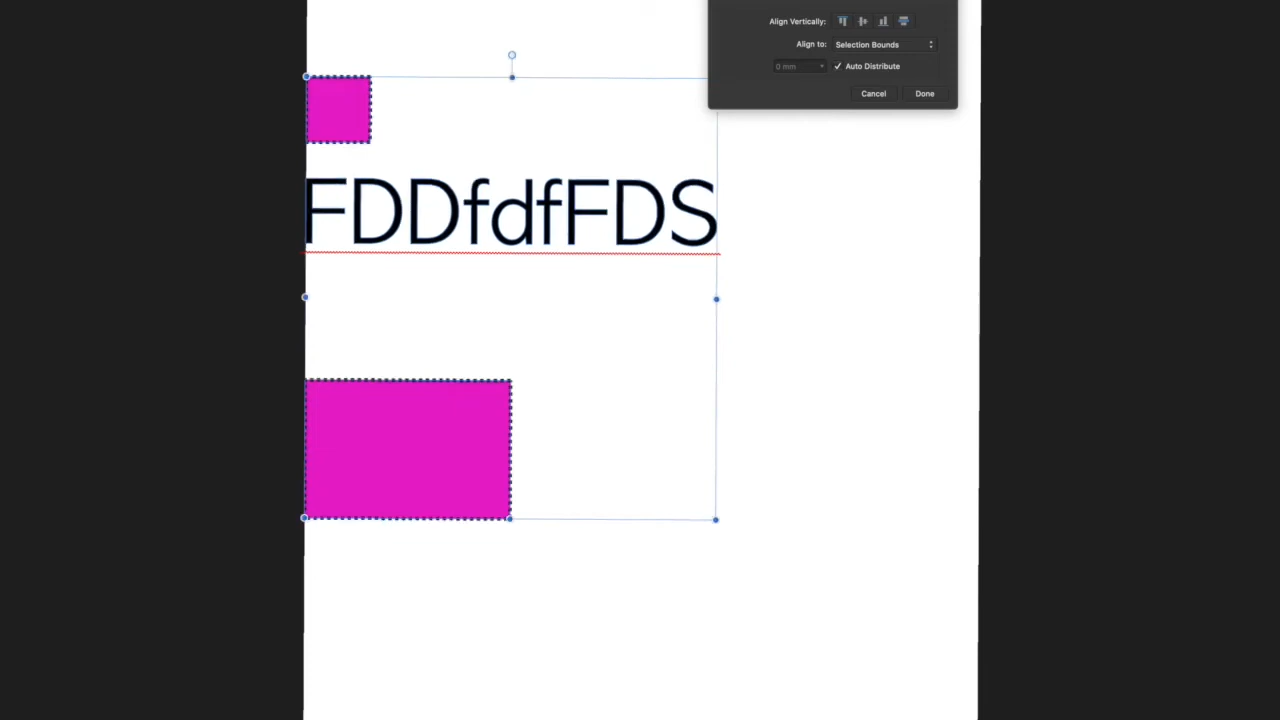 Align Vertically:
Align to: Selection Bounds
0 mm Auto Distribute
Cancel Done
FDDfdfFDS